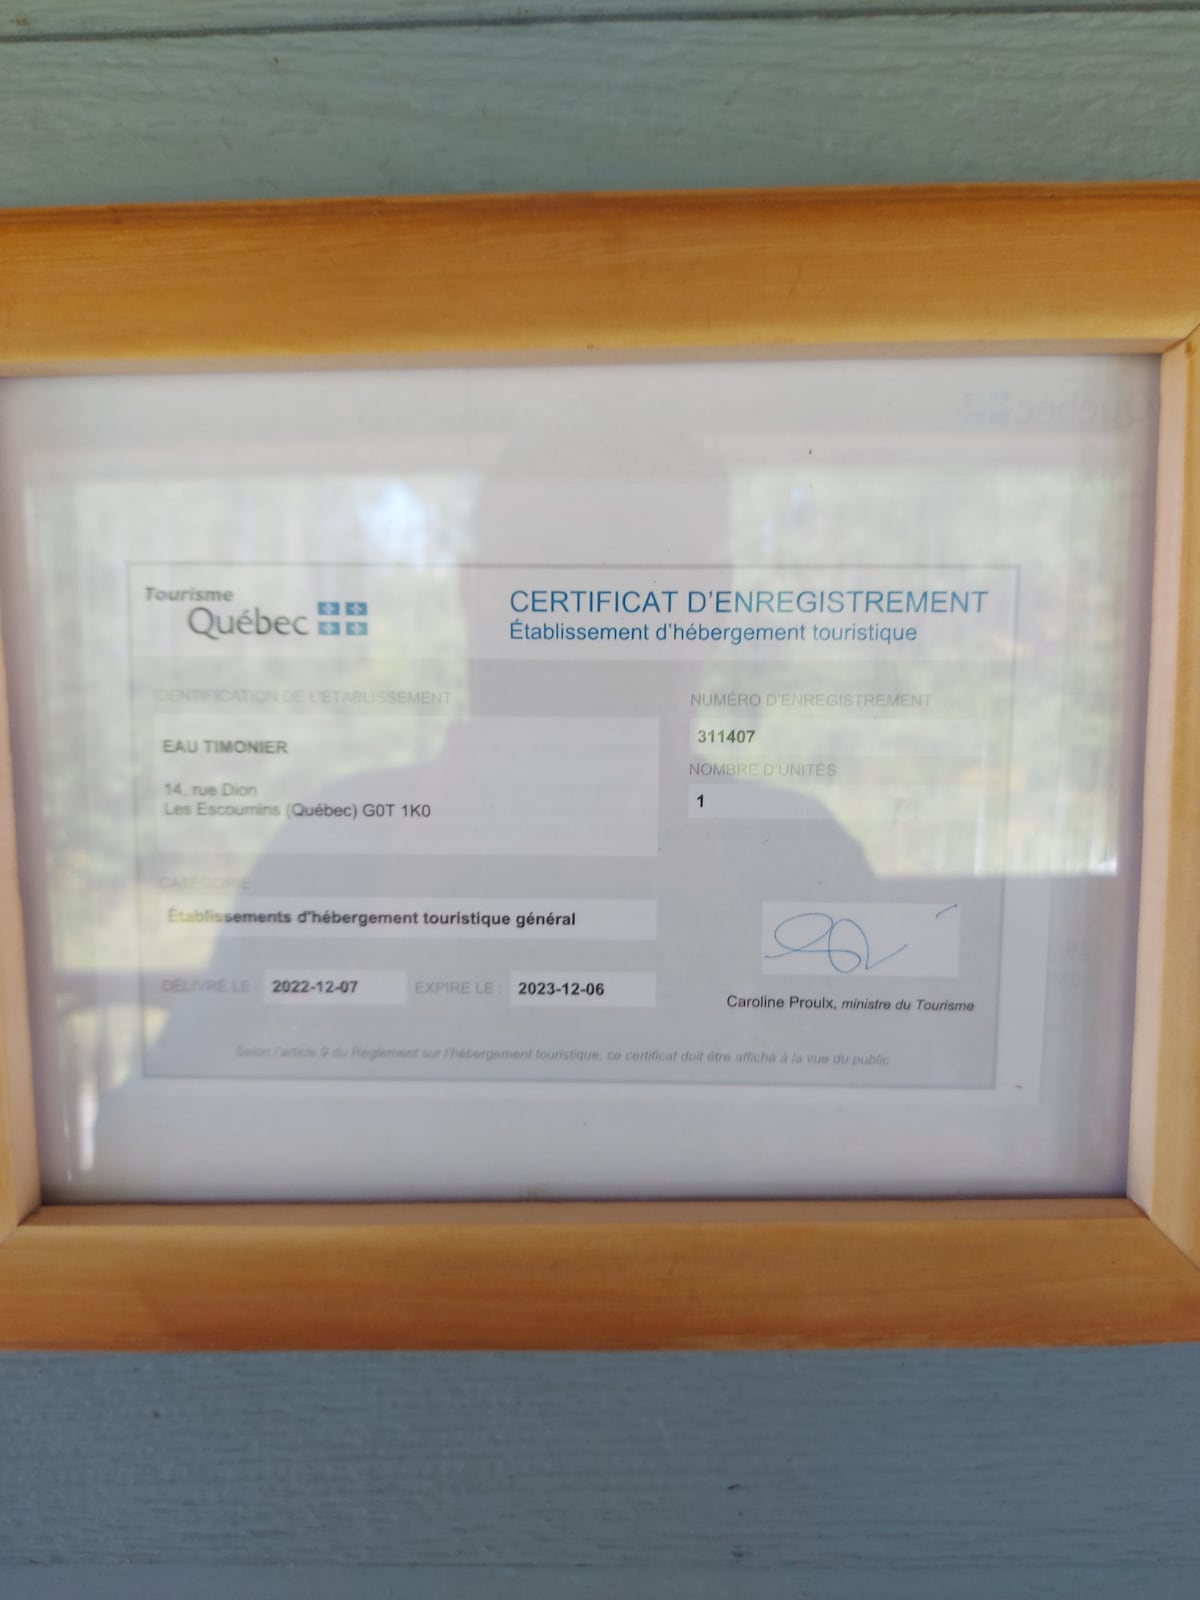 Tourisme
Québec
CERTIFICAT D'ENREGISTREMENT
Établissement d'hébergement touristique
IDENTIFICATION DE L'ÉTABLISSEMENT
EAU TIMONIER
14, rue Dion
Les Escoumins (Québec) G0T 1K0
NUMÉRO D'ENREGISTREMENT
311407
NOMBRE D'UNITÉS
1
CATÉGORIE
Établissements d'hébergement touristique général
DÉLIVRÉ LE : 2022-12-07 EXPIRE LE : 2023-12-06
Caroline Proulx, ministre du Tourisme
Selon l'article 9 du Règlement sur l'hébergement touristique, ce certificat doit être affiché à la vue du public